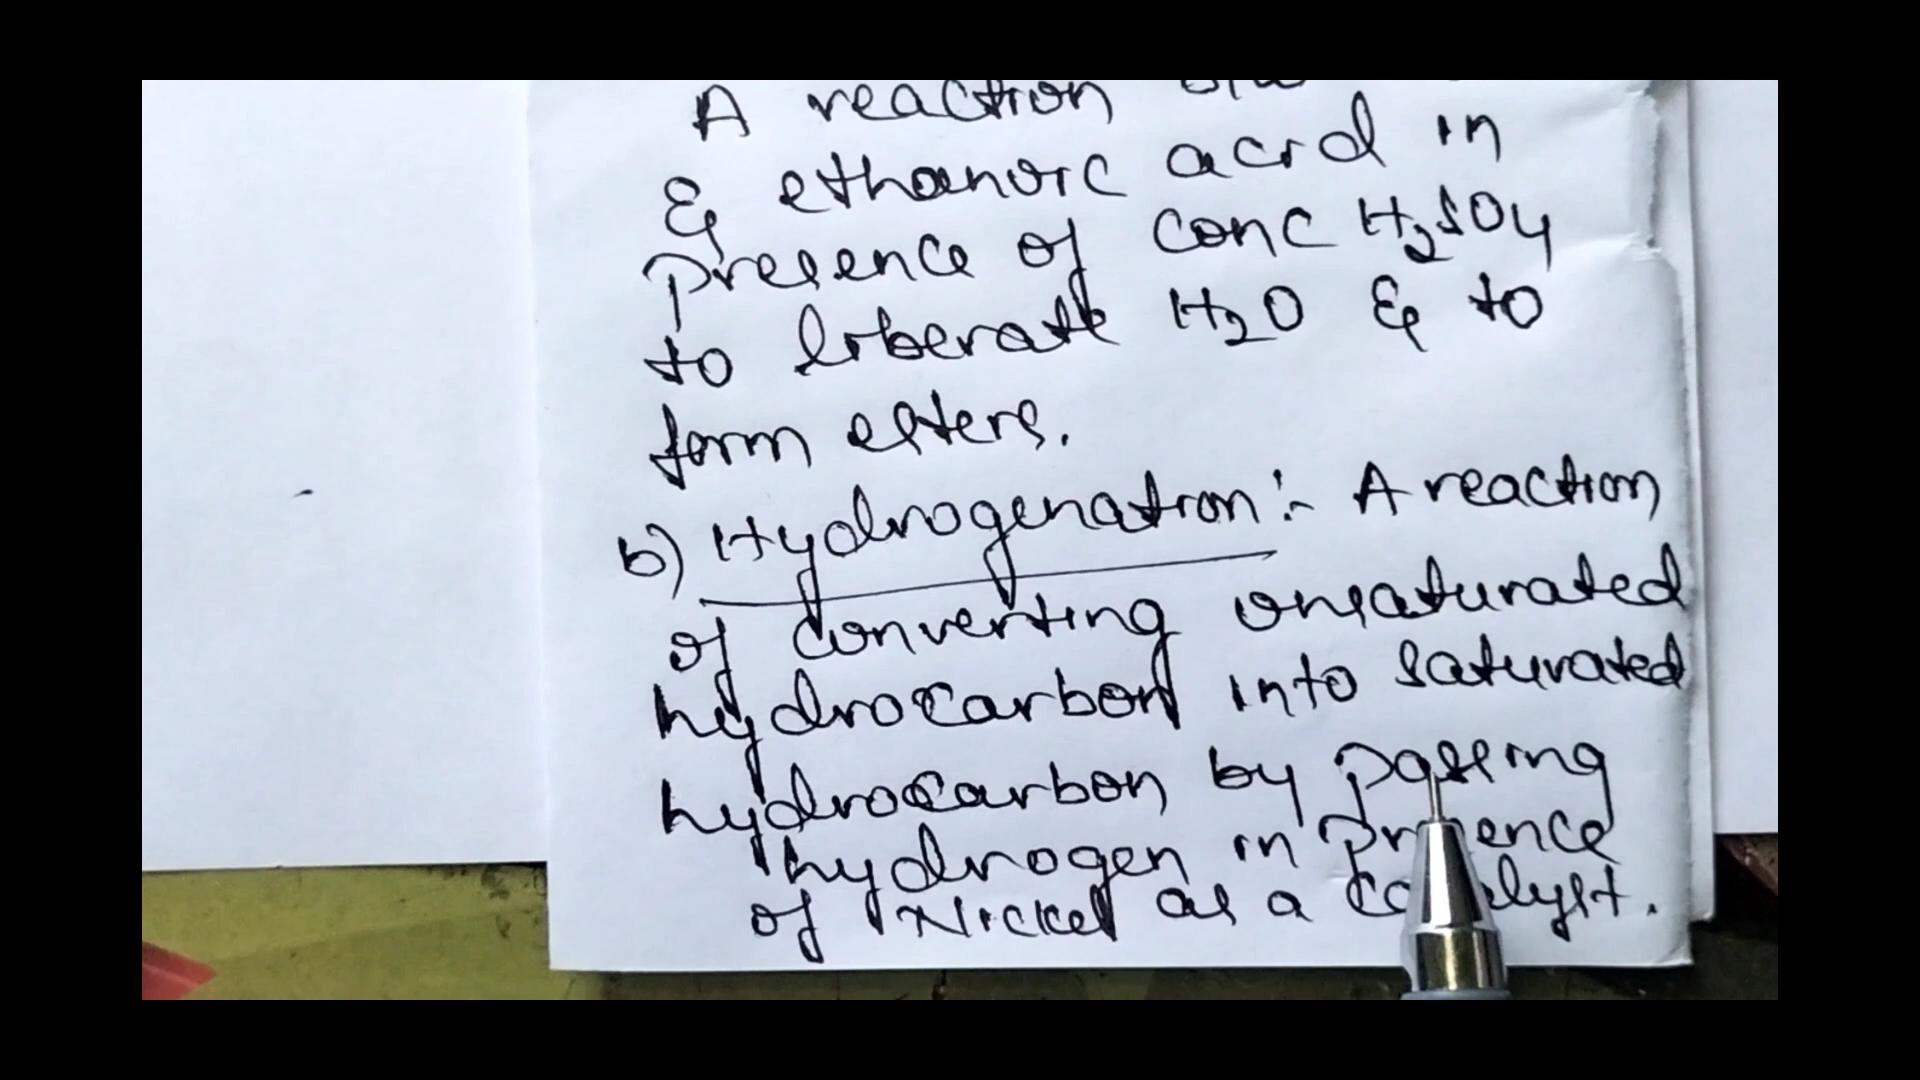 A reaction
& ethanoic acid in
presence of conc H2SO4
to liberate H2O & to
form esters.
b) Hydrogenation :- A reaction
of converting unsaturated
hydrocarbon into saturated
hydrocarbon by passing
hydrogen in presence
of Nickel as a catalyst.